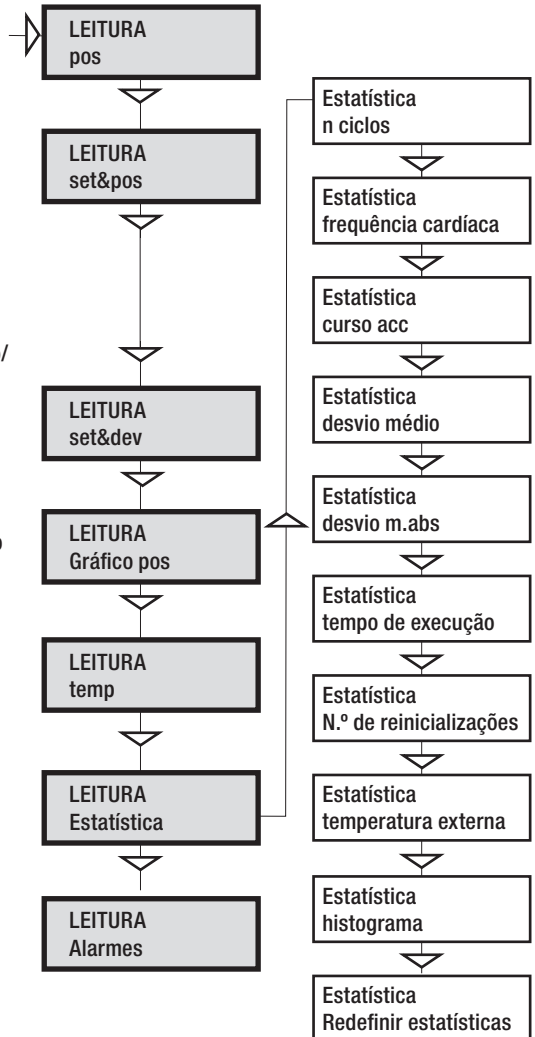 LEITURA
pos
LEITURA
set&pos
/
LEITURA
set&dev
LEITURA
Gráfico pos
o
LEITURA
temp
LEITURA
Estatística
LEITURA
Alarmes
Estatística
n ciclos
Estatística
frequência cardíaca
Estatística
curso acc
Estatística
desvio médio
Estatística
desvio m.abs
Estatística
tempo de execução
Estatística
N.º de reinicializações
Estatística
temperatura externa
Estatística
histograma
Estatística
Redefinir estatísticas